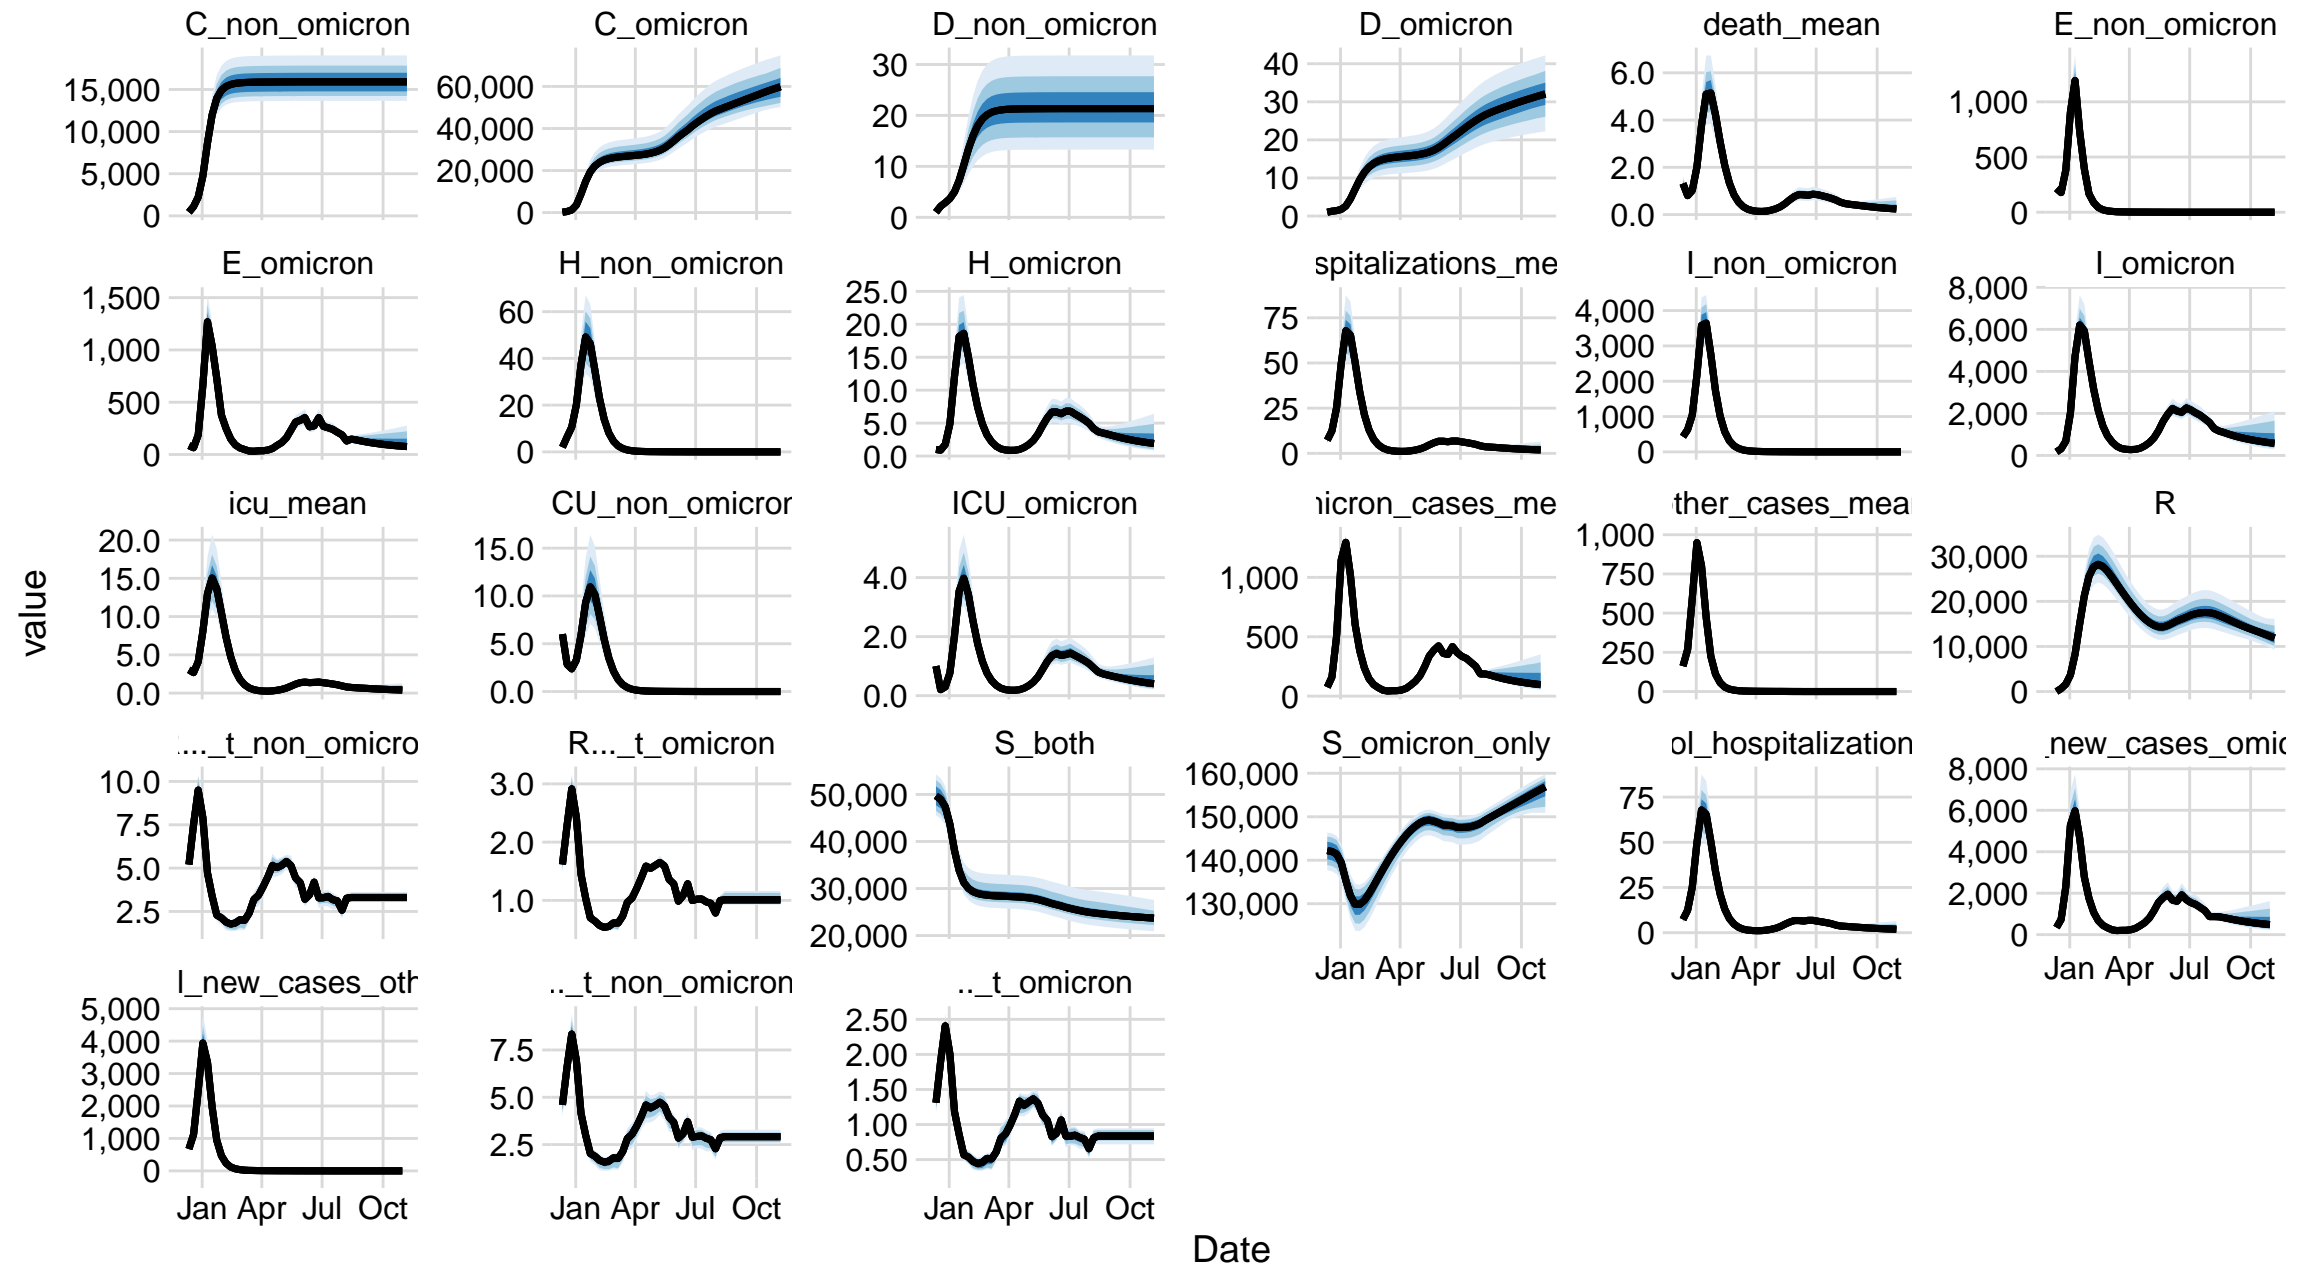 C_non_omicron C_omicron D_non_omicron D_omicron death_mean E_non_omicron
15,000 10,000 5,000 0
60,000 40,000 20,000 0
30 20 10 0
40 30 20 10 0
6.0 4.0 2.0 0.0
1,000 500 0
E_omicron H_non_omicron H_omicron spitalizations_me I_non_omicron I_omicron
1,500 1,000 500 0
60 40 20 0
25.0 20.0 15.0 10.0 5.0 0.0
75 50 25 0
4,000 3,000 2,000 1,000 0
8,000 6,000 4,000 2,000 0
icu_mean CU_non_omicror ICU_omicron nicron_cases_me ther_cases_mea R
20.0 15.0 10.0 5.0 0.0
15.0 10.0 5.0 0.0
4.0 2.0 0.0
1,000 500 0
1,000 750 500 250 0
30,000 20,000 10,000 0
..._t_non_omicro R..._t_omicron S_both S_omicron_only ol_hospitalization _new_cases_omic
10.0 7.5 5.0 2.5
3.0 2.0 1.0
50,000 40,000 30,000 20,000
160,000 150,000 140,000 130,000
75 50 25 0
8,000 6,000 4,000 2,000 0
Jan Apr Jul Oct Jan Apr Jul Oct Jan Apr Jul Oct
l_new_cases_oth .._t_non_omicron .._t_omicron
5,000 4,000 3,000 2,000 1,000 0
7.5 5.0 2.5
2.50 2.00 1.50 1.00 0.50
Jan Apr Jul Oct Jan Apr Jul Oct Jan Apr Jul Oct
value
Date